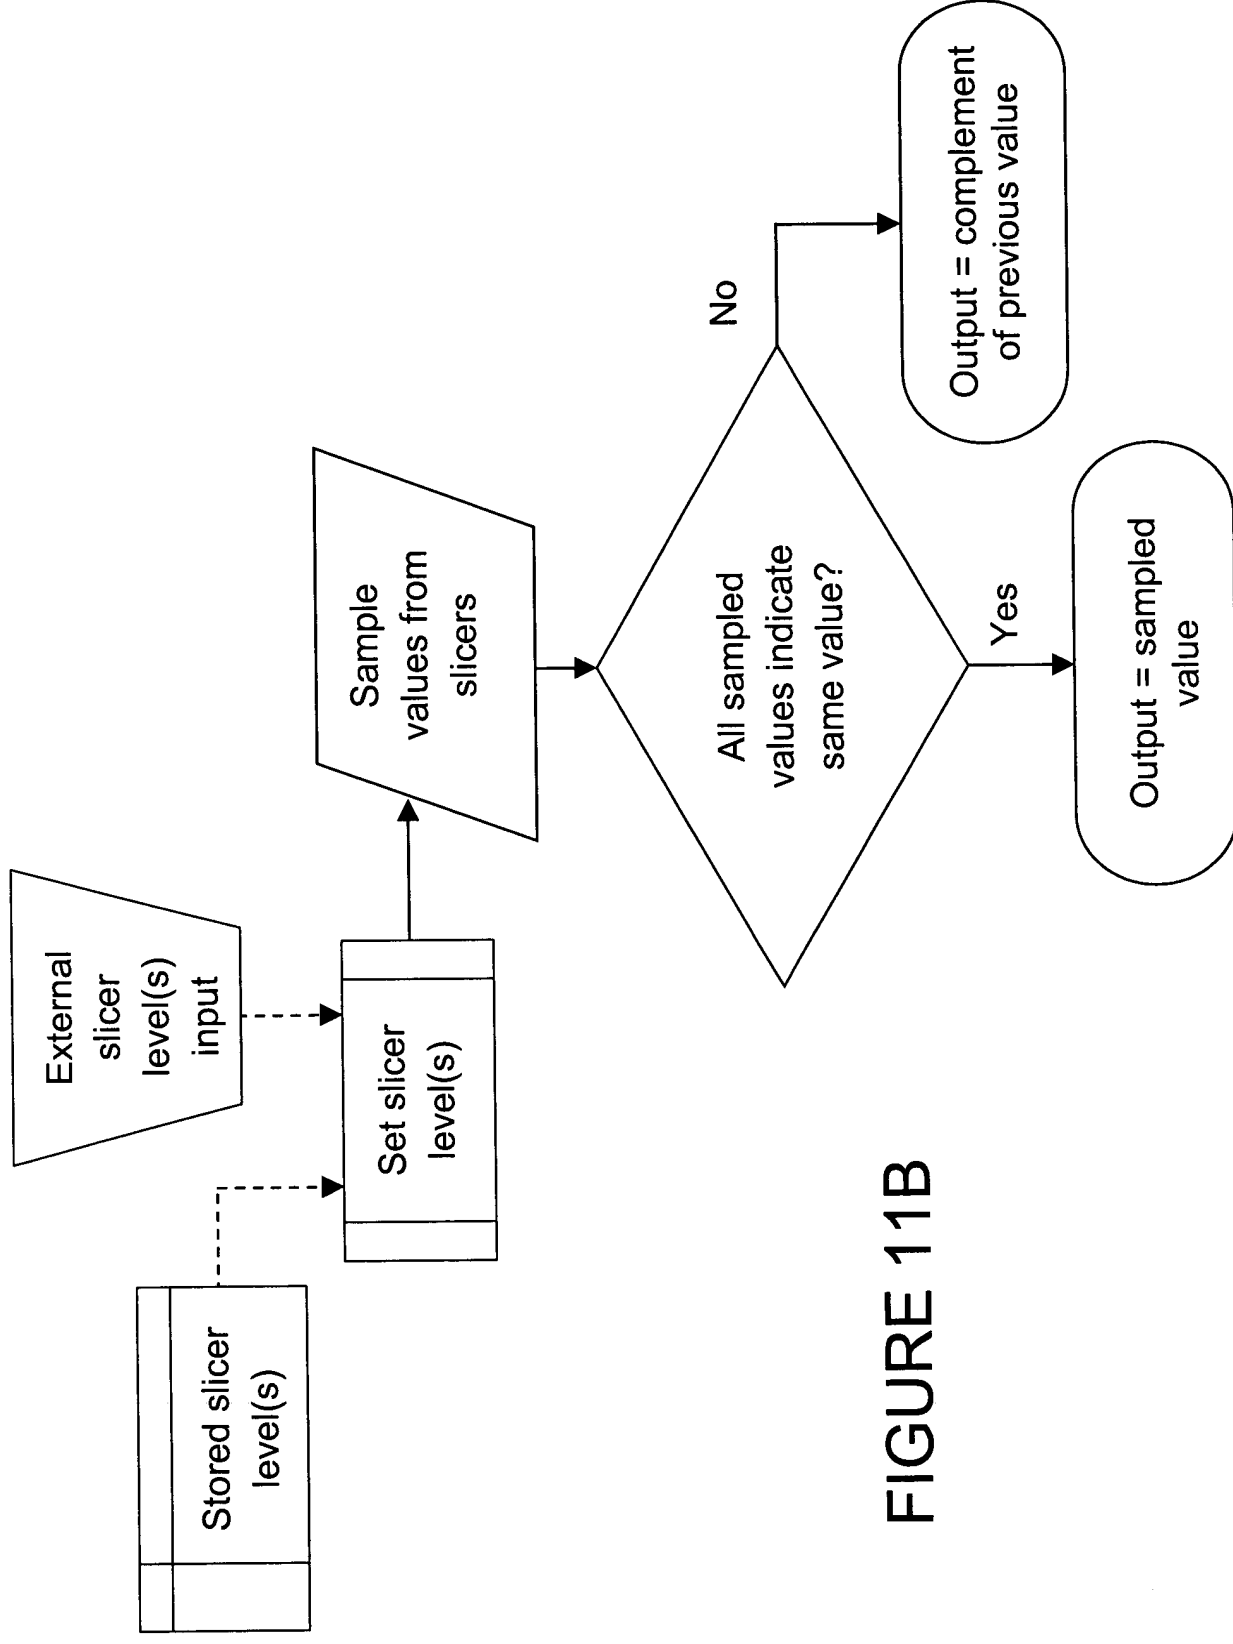 Stored slicer
level(s)
External
slicer
level(s)
input
Set slicer
level(s)
Sample
values from
slicers
All sampled
values indicate
same value?
No
Yes
Output = complement
of previous value
Output = sampled
value
FIGURE 11B